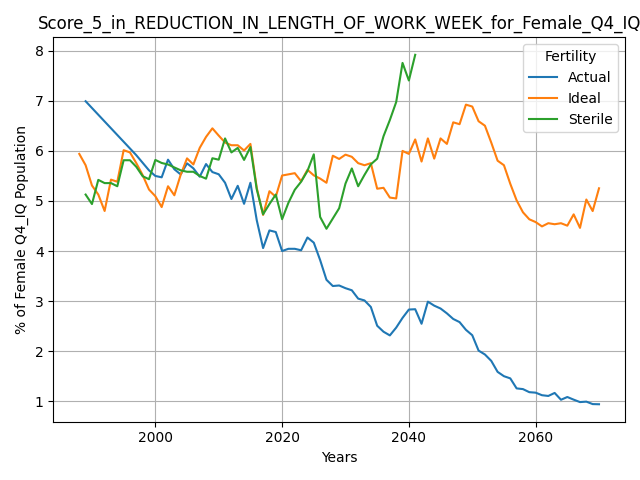 Score_5_in_REDUCTION_IN_LENGTH_OF_WORK_WEEK_for_Female_Q4_IQ
Fertility
Actual
Ideal
Sterile
% of Female Q4_IQ Population
8
7
6
5
4
3
2
1
2000 2020 2040 2060
Years